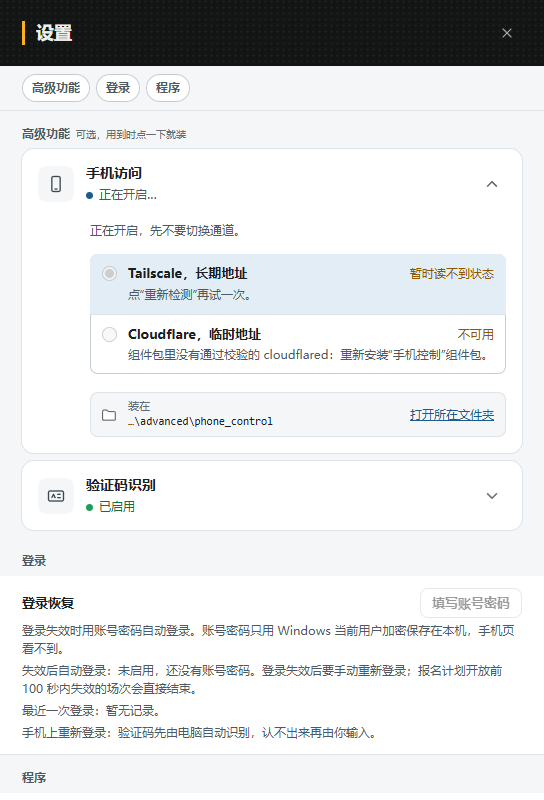 设置
高级功能
登录
程序
高级功能 可选，用到时点一下就装
手机访问
正在开启…
正在开启，先不要切换通道。
Tailscale，长期地址 暂时读不到状态
点“重新检测”再试一次。
Cloudflare，临时地址 不可用
组件包里没有通过校验的 cloudflared：重新安装“手机控制”组件包。
装在
…\advanced\phone_control
打开所在文件夹
验证码识别
已启用
登录
登录恢复 填写账号密码
登录失效时用账号密码自动登录。账号密码只用 Windows 当前用户加密保存在本机，手机页
看不到。
失效后自动登录：未启用，还没有账号密码。登录失效后要手动重新登录；报名计划开放前
100 秒内失效的场次会直接结束。
最近一次登录：暂无记录。
手机上重新登录：验证码先由电脑自动识别，认不出来再由你输入。
程序